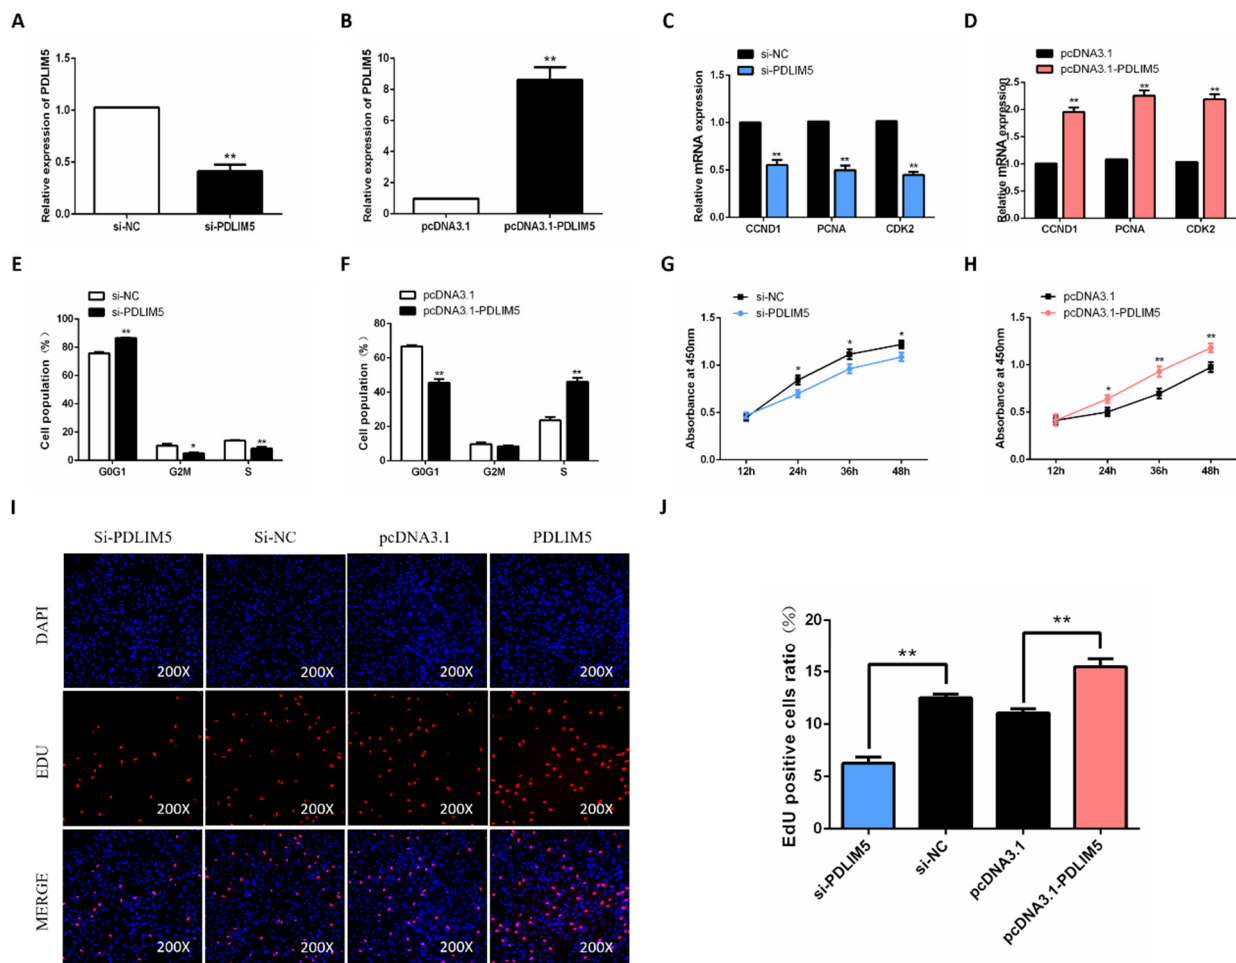 A
B
C
D
Relative expression of PDLIM5
1.5
1.0
0.5
0.0
**
si-NC
si-PDLIM5
Relative expression of PDLIM5
10
8
6
4
2
0
**
pcDNA3.1
pcDNA3.1-PDLIM5
si-NC
si-PDLIM5
Relative mRNA expression
1.5
1.0
0.5
0.0
**
**
**
CCND1
PCNA
CDK2
pcDNA3.1
pcDNA3.1-PDLIM5
Relative mRNA expression
2.5
2.0
1.5
1.0
0.5
0.0
**
**
**
CCND1
PCNA
CDK2
E
F
G
H
si-NC
si-PDLIM5
Cell population (%)
100
80
60
40
20
0
**
*
**
G0G1
G2M
S
pcDNA3.1
pcDNA3.1-PDLIM5
Cell population (%)
60
40
20
0
**
**
G0G1
G2M
S
si-NC
si-PDLIM5
Absorbance at 450nm
1.5
1.0
0.5
0.0
*
*
*
12h
24h
36h
48h
pcDNA3.1
pcDNA3.1-PDLIM5
Absorbance at 450nm
1.5
1.0
0.5
0.0
*
**
**
12h
24h
36h
48h
I
J
Si-PDLIM5
Si-NC
pcDNA3.1
PDLIM5
DAPI
200X
200X
200X
200X
EDU
200X
200X
200X
200X
MERGE
200X
200X
200X
200X
EdU positive cells ratio (%)
20
15
10
5
0
**
**
si-PDLIM5
si-NC
pcDNA3.1
pcDNA3.1-PDLIM5